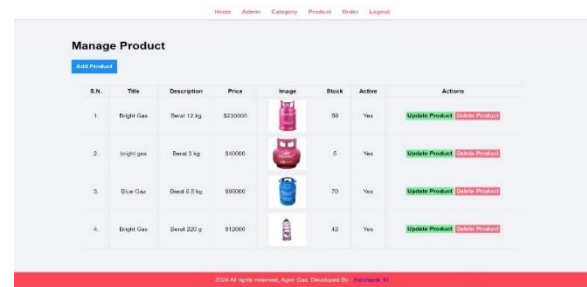 Home Admin Category Product Order Logout
Manage Product
Add Product
S.N. Title Description Price Image Stock Active Actions
1. Bright Gas Berat 12 kg $230000 59 Yes Update Product Delete Product
2. bright gas Berat 3 kg $40000 5 Yes Update Product Delete Product
3. Blue Gaz Berat 5.5 kg 70 Yes Update Product Delete Product
4. Bright Gas Berat 220 g $12000 42 Yes Update Product Delete Product
2024 All rights reserved, Agen Gas, Developed By - Kelompok 10